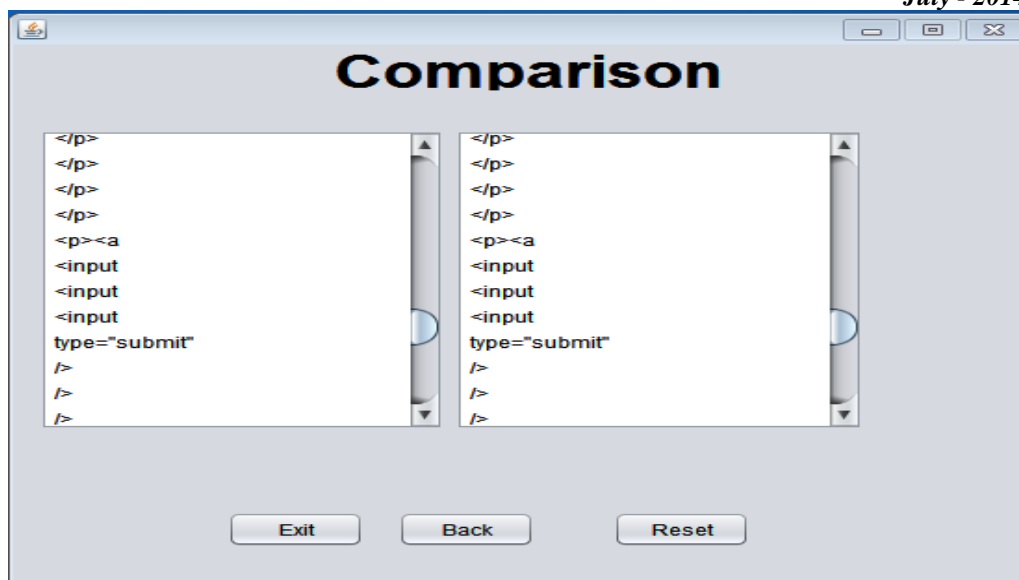 July - 2014
Comparison
</p>
</p>
</p>
</p>
<p><a
<input
<input
<input
type="submit"
/>
/>
/>
</p>
</p>
</p>
</p>
<p><a
<input
<input
<input
type="submit"
/>
/>
/>
Exit
Back
Reset